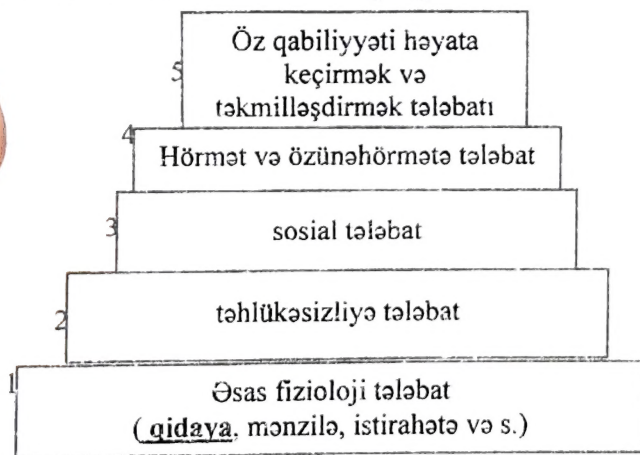 5
Öz qabiliyyəti həyata
keçirmək və
təkmilləşdirmək tələbatı
4
Hörmət və özünəhörmətə tələbat
3
sosial tələbat
2
təhlükəsizliyə tələbat
1
Əsas fizioloji tələbat
( qidaya, mənzilə, istirahətə və s.)